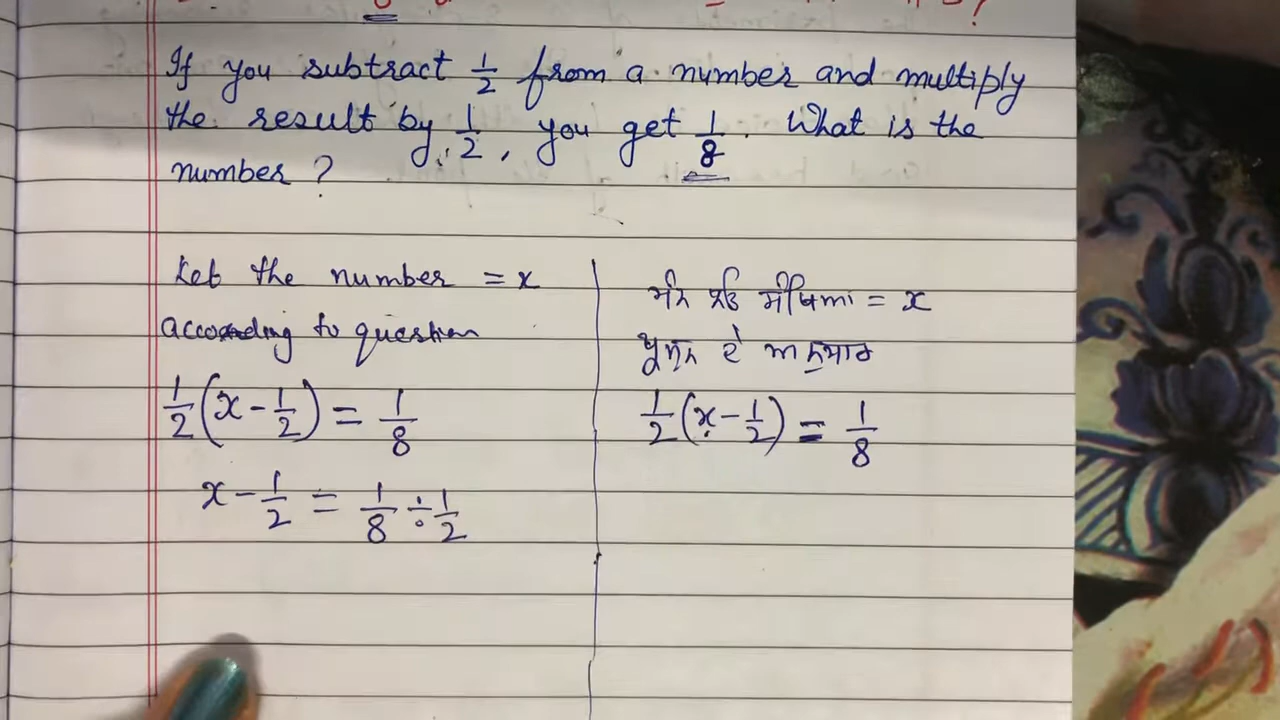 If you subtract 1/2 from a number and multiply
the result by 1/2, you get 1/8. What is the
number?
Let the number = x
according to question
1/2(x - 1/2) = 1/8
x - 1/2 = 1/8 ÷ 1/2
ਮੰਨ ਲਓ ਸੰਖਿਆ = x
ਪ੍ਰਸ਼ਨ ਦੇ ਅਨੁਸਾਰ
1/2(x - 1/2) = 1/8